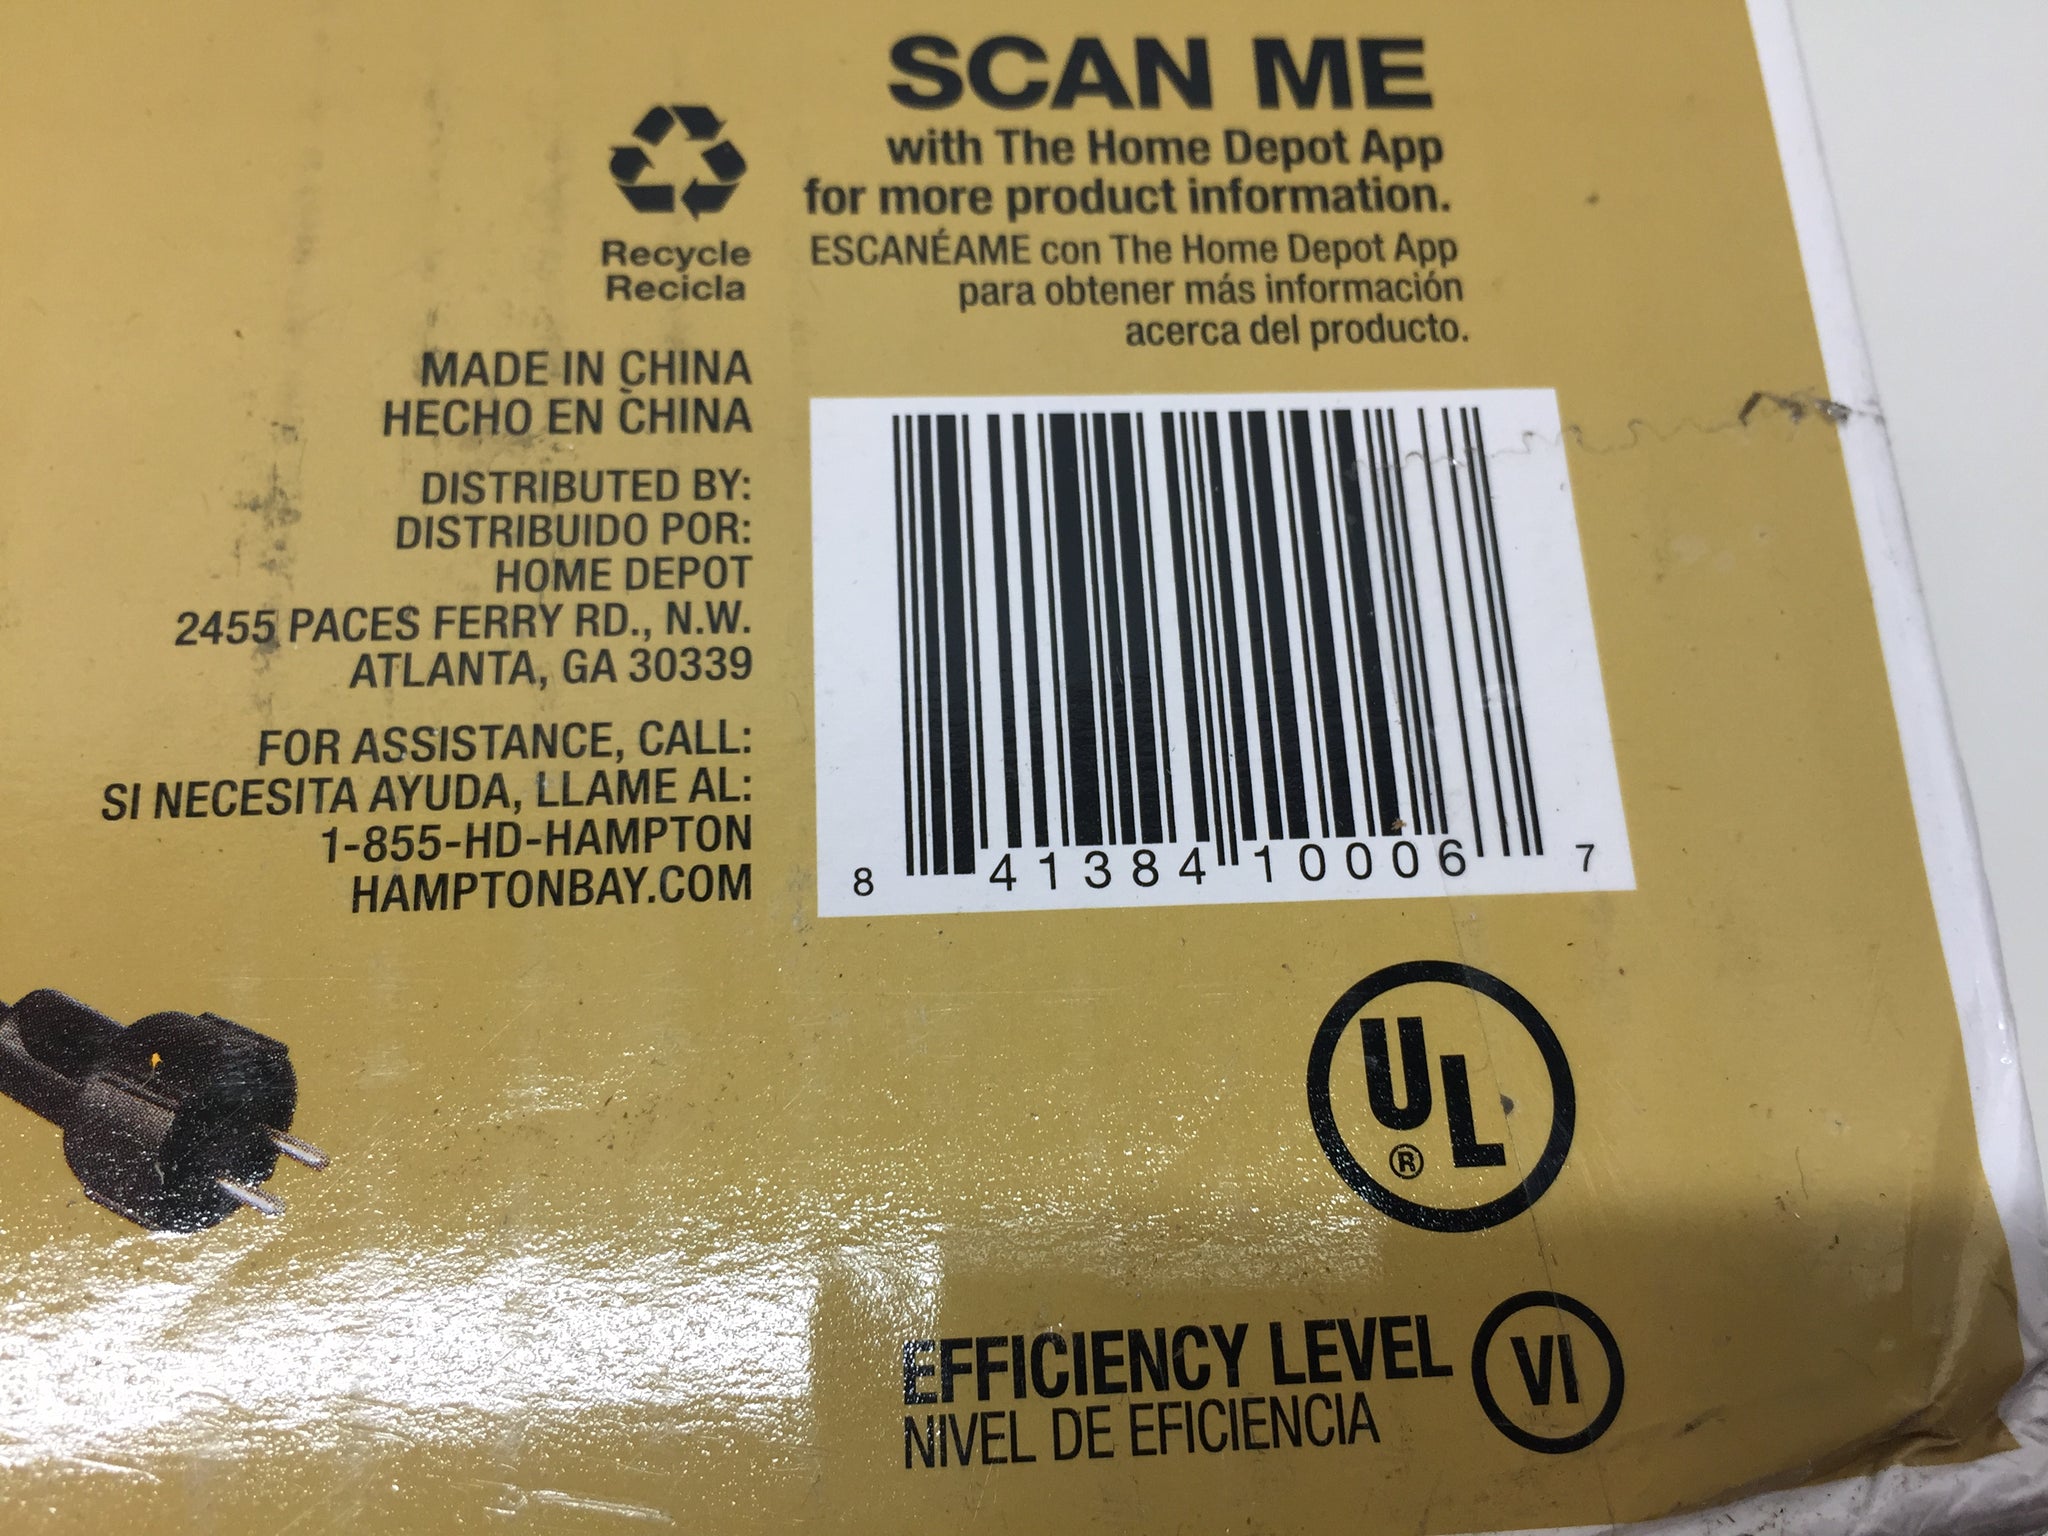 SCAN ME
with The Home Depot App
for more product information.
ESCANÉAME con The Home Depot App
para obtener más información
acerca del producto.
Recycle
Recicla
MADE IN CHINA
HECHO EN CHINA
DISTRIBUTED BY:
DISTRIBUIDO POR:
HOME DEPOT
2455 PACES FERRY RD., N.W.
ATLANTA, GA 30339
FOR ASSISTANCE, CALL:
SI NECESITA AYUDA, LLAME AL:
1-855-HD-HAMPTON
HAMPTONBAY.COM
8 41384 10006 7
UL
®
EFFICIENCY LEVEL VI
NIVEL DE EFICIENCIA